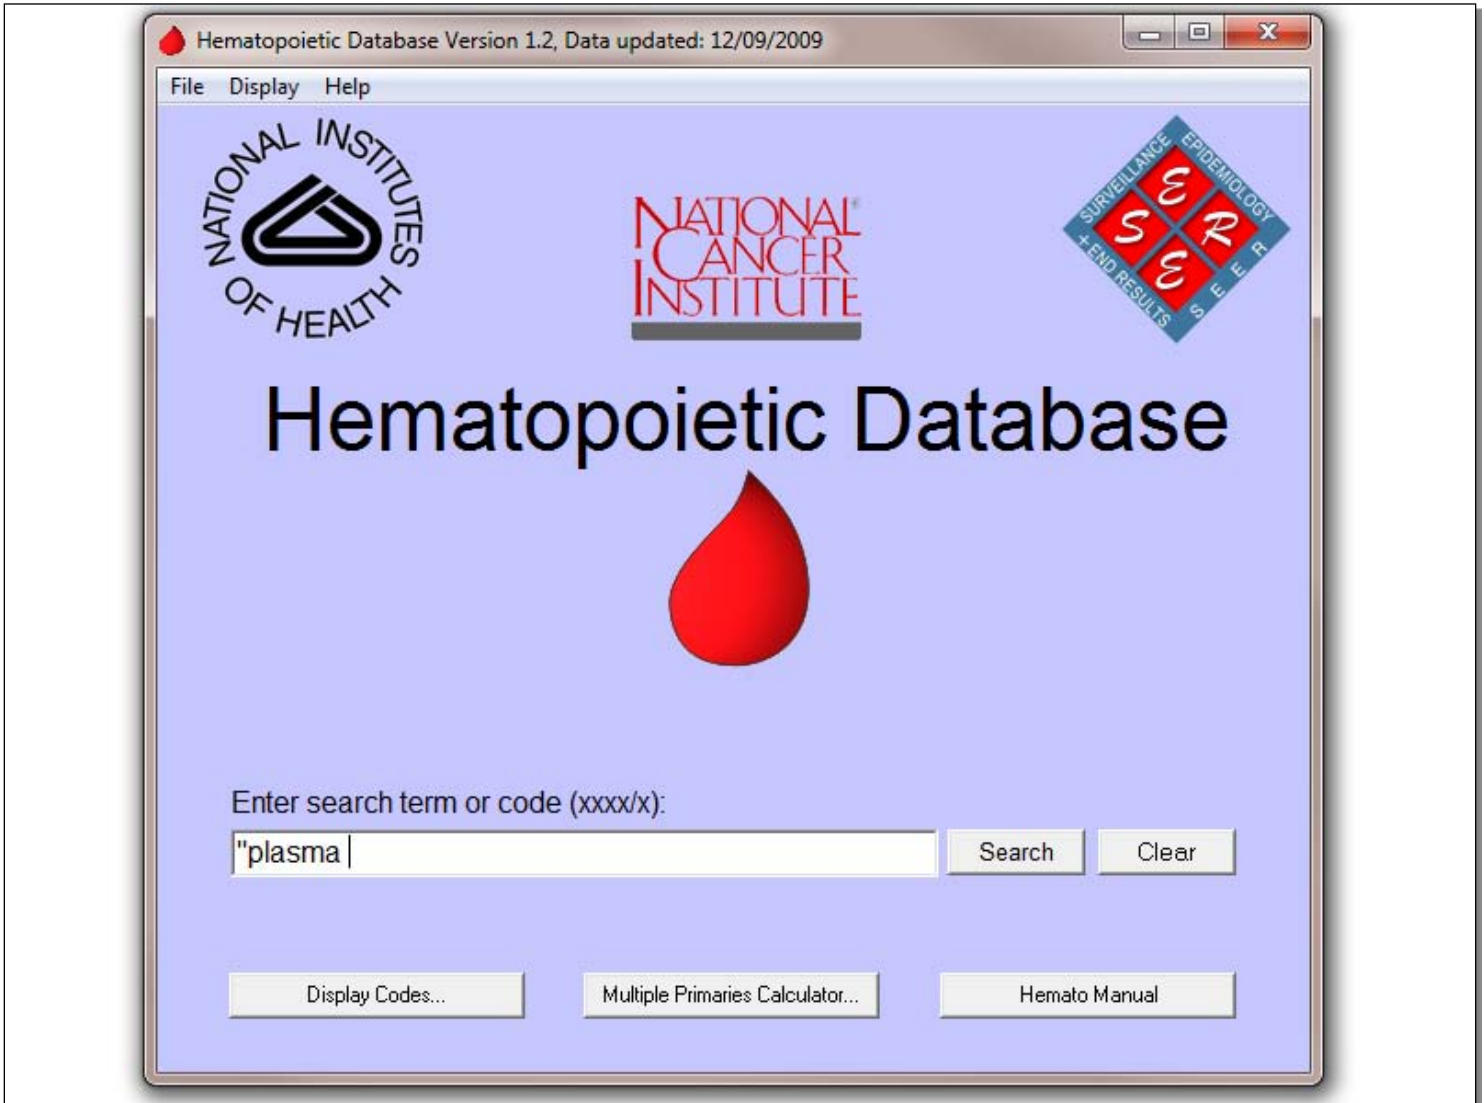 Hematopoietic Database Version 1.2, Data updated: 12/09/2009
File Display Help
NATIONAL INSTITUTES OF HEALTH
NATIONAL
CANCER
INSTITUTE
SURVEILLANCE EPIDEMIOLOGY + END RESULTS SEER
S E R E
Hematopoietic Database
Enter search term or code (xxxx/x):
"plasma
Search Clear
Display Codes... Multiple Primaries Calculator... Hemato Manual